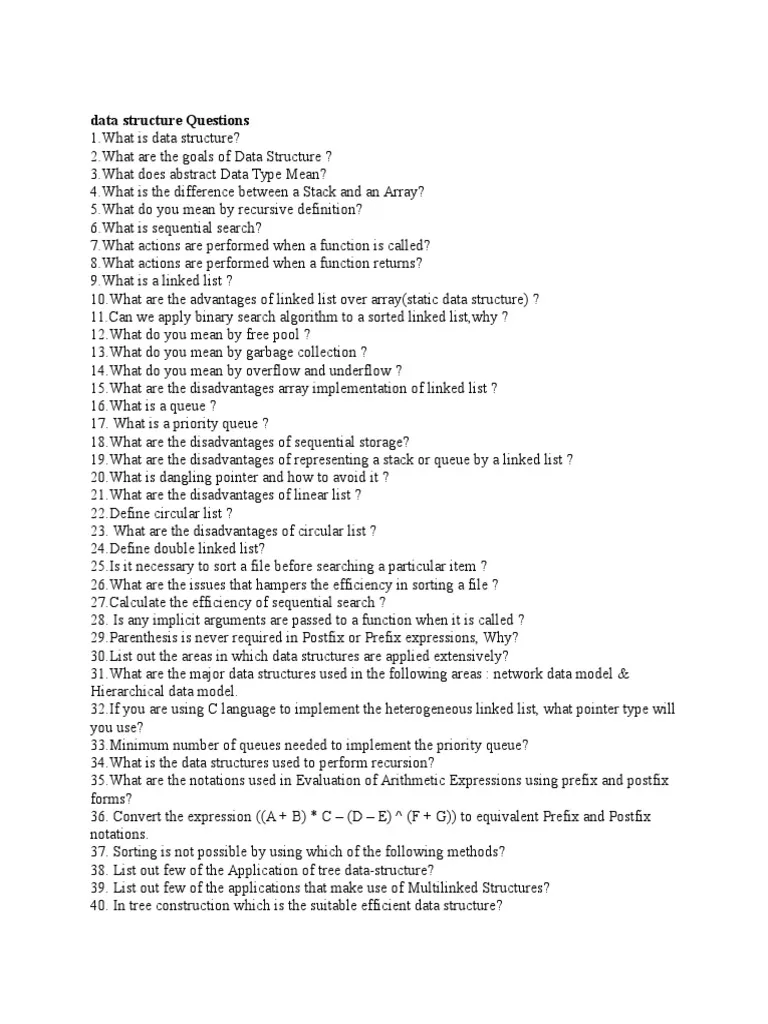 data structure Questions
1.What is data structure?
2.What are the goals of Data Structure ?
3.What does abstract Data Type Mean?
4.What is the difference between a Stack and an Array?
5.What do you mean by recursive definition?
6.What is sequential search?
7.What actions are performed when a function is called?
8.What actions are performed when a function returns?
9.What is a linked list ?
10.What are the advantages of linked list over array(static data structure) ?
11.Can we apply binary search algorithm to a sorted linked list,why ?
12.What do you mean by free pool ?
13.What do you mean by garbage collection ?
14.What do you mean by overflow and underflow ?
15.What are the disadvantages array implementation of linked list ?
16.What is a queue ?
17. What is a priority queue ?
18.What are the disadvantages of sequential storage?
19.What are the disadvantages of representing a stack or queue by a linked list ?
20.What is dangling pointer and how to avoid it ?
21.What are the disadvantages of linear list ?
22.Define circular list ?
23. What are the disadvantages of circular list ?
24.Define double linked list?
25.Is it necessary to sort a file before searching a particular item ?
26.What are the issues that hampers the efficiency in sorting a file ?
27.Calculate the efficiency of sequential search ?
28. Is any implicit arguments are passed to a function when it is called ?
29.Parenthesis is never required in Postfix or Prefix expressions, Why?
30.List out the areas in which data structures are applied extensively?
31.What are the major data structures used in the following areas : network data model &
Hierarchical data model.
32.If you are using C language to implement the heterogeneous linked list, what pointer type will
you use?
33.Minimum number of queues needed to implement the priority queue?
34.What is the data structures used to perform recursion?
35.What are the notations used in Evaluation of Arithmetic Expressions using prefix and postfix
forms?
36. Convert the expression ((A + B) * C – (D – E) ^ (F + G)) to equivalent Prefix and Postfix
notations.
37. Sorting is not possible by using which of the following methods?
38. List out few of the Application of tree data-structure?
39. List out few of the applications that make use of Multilinked Structures?
40. In tree construction which is the suitable efficient data structure?